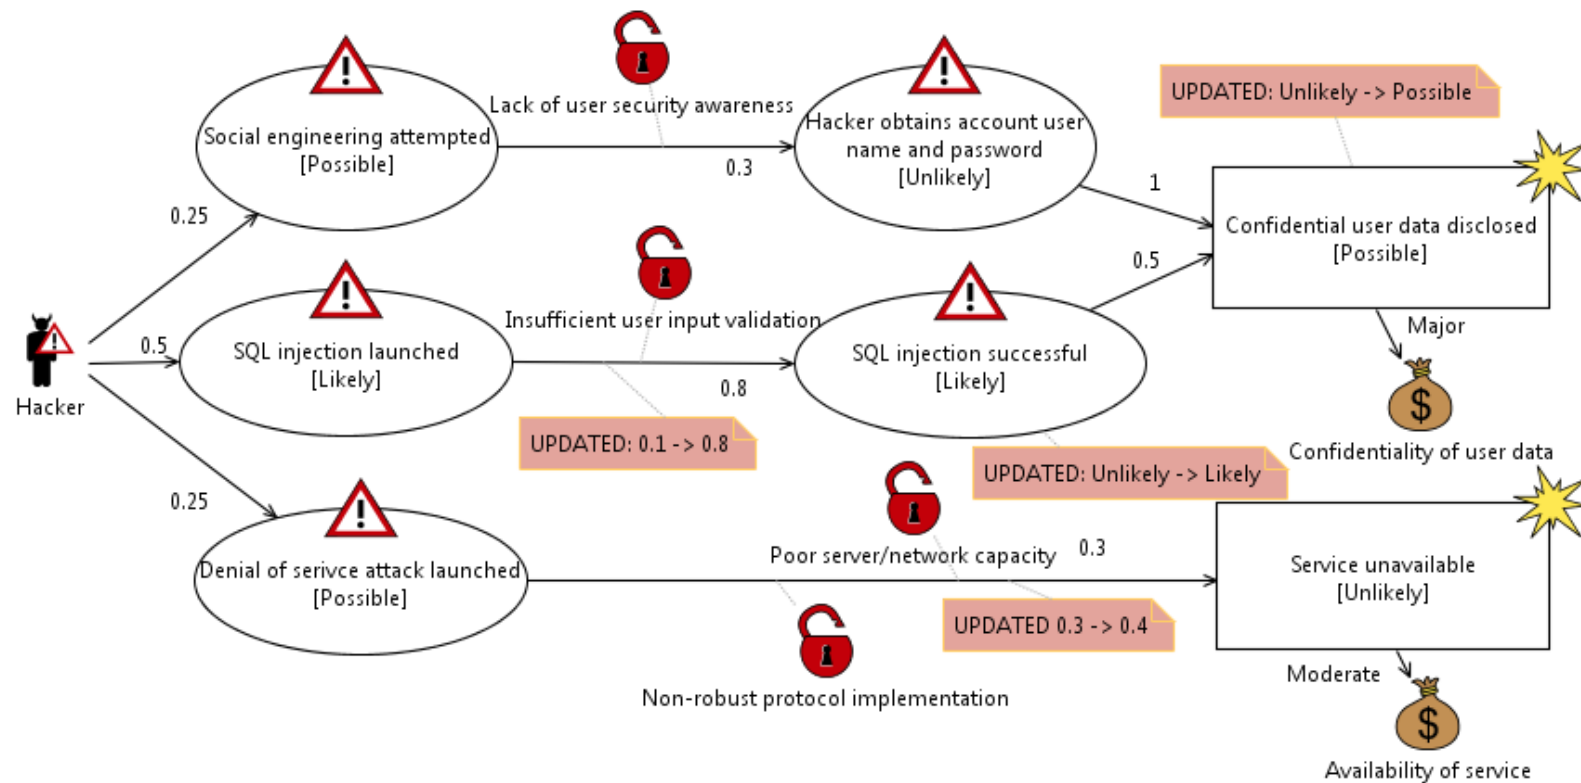 Lack of user security awareness
Social engineering attempted
[Possible]
0.3
Hacker obtains account user
name and password
[Unlikely]
UPDATED: Unlikely -> Possible
0.25
1
Confidential user data disclosed
[Possible]
0.5
Insufficient user input validation
Hacker
0.5
SQL injection launched
[Likely]
0.8
UPDATED: 0.1 -> 0.8
SQL injection successful
[Likely]
UPDATED: Unlikely -> Likely
Major
$
Confidentiality of user data
0.25
Denial of serivce attack launched
[Possible]
Poor server/network capacity
0.3
UPDATED 0.3 -> 0.4
Non-robust protocol implementation
Service unavailable
[Unlikely]
Moderate
$
Availability of service